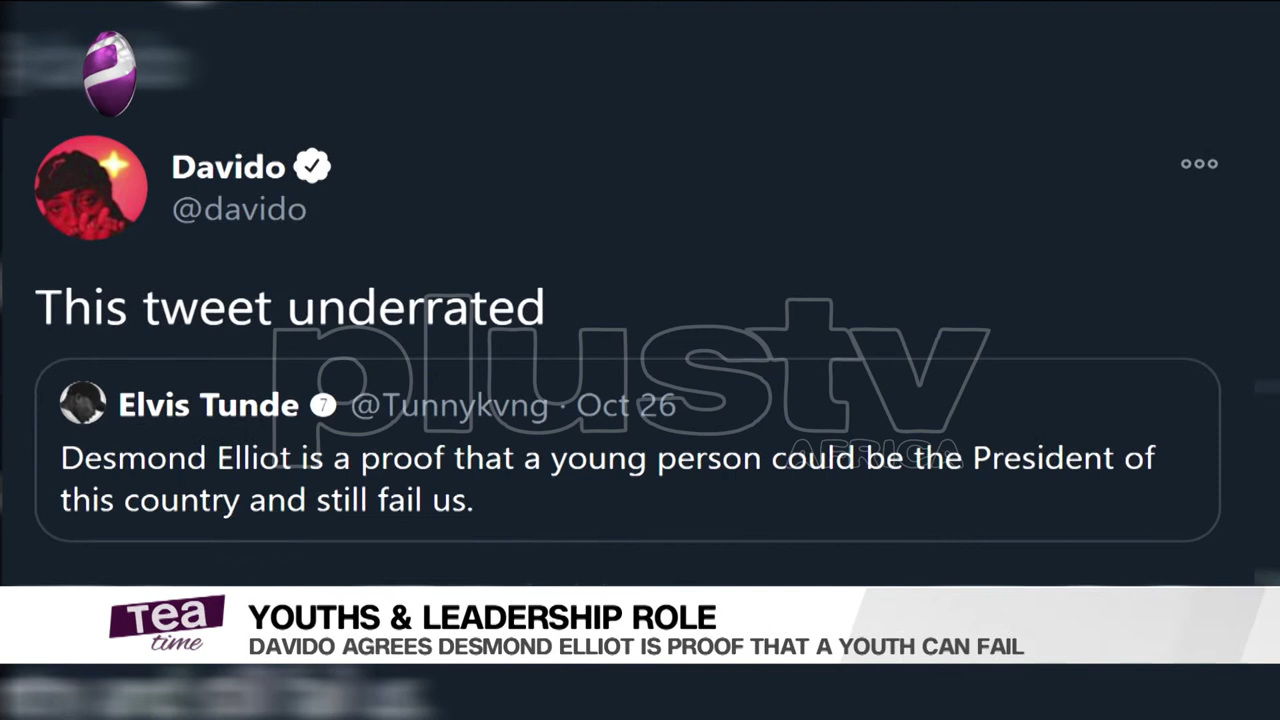 Davido
@davido
This tweet underrated
Elvis Tunde 7 @Tunnykvng · Oct 26
Desmond Elliot is a proof that a young person could be the President of
this country and still fail us.
plustv
AFRICA
Tea
time
YOUTHS & LEADERSHIP ROLE
DAVIDO AGREES DESMOND ELLIOT IS PROOF THAT A YOUTH CAN FAIL